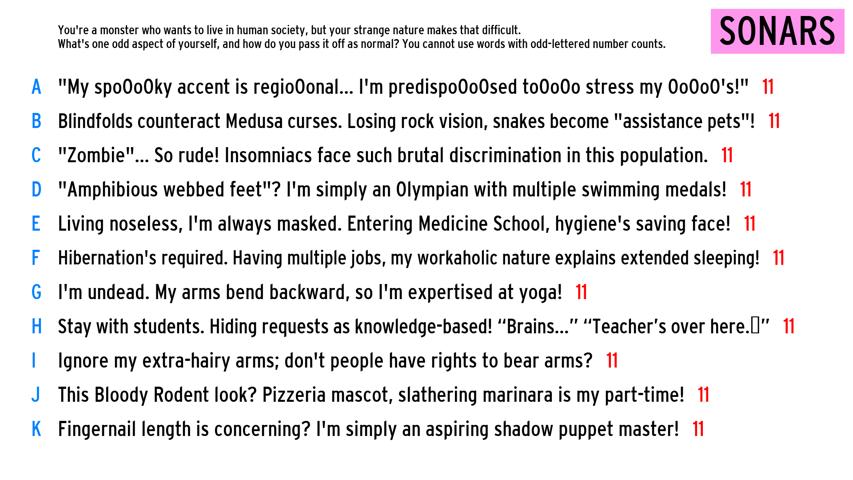 You're a monster who wants to live in human society, but your strange nature makes that difficult.
What's one odd aspect of yourself, and how do you pass it off as normal? You cannot use words with odd-lettered number counts.
SONARS
A "My spoOoOky accent is regioOonal... I'm predispoOoOsed toOoOo stress my OoOoO's!" 11
B Blindfolds counteract Medusa curses. Losing rock vision, snakes become "assistance pets"! 11
C "Zombie"... So rude! Insomniacs face such brutal discrimination in this population. 11
D "Amphibious webbed feet"? I'm simply an Olympian with multiple swimming medals! 11
E Living noseless, I'm always masked. Entering Medicine School, hygiene's saving face! 11
F Hibernation's required. Having multiple jobs, my workaholic nature explains extended sleeping! 11
G I'm undead. My arms bend backward, so I'm expertised at yoga! 11
H Stay with students. Hiding requests as knowledge-based! “Brains...” “Teacher’s over here.” 11
I Ignore my extra-hairy arms; don't people have rights to bear arms? 11
J This Bloody Rodent look? Pizzeria mascot, slathering marinara is my part-time! 11
K Fingernail length is concerning? I'm simply an aspiring shadow puppet master! 11